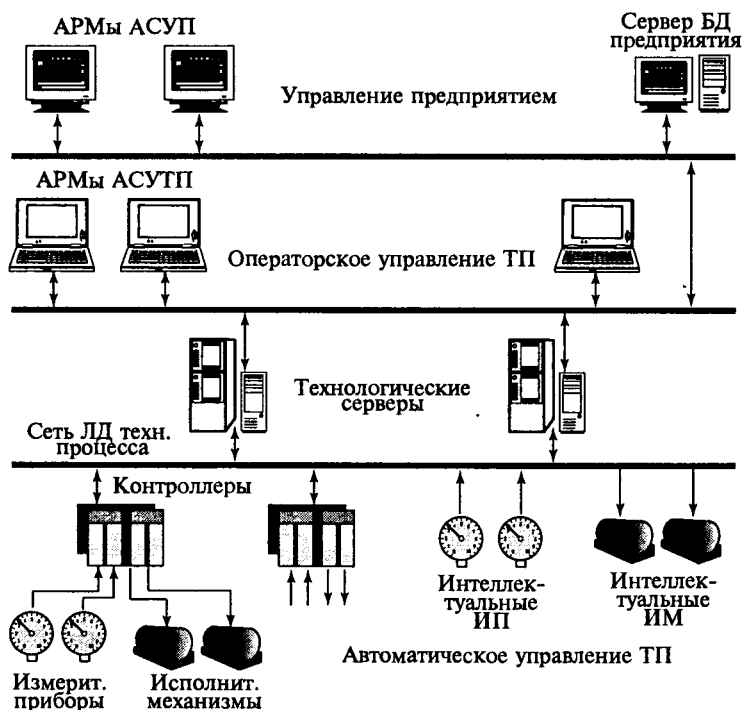 АРМы АСУП
Сервер БД
предприятия
Управление предприятием
АРМы АСУТП
Операторское управление ТП
Технологические
серверы
Сеть ЛД техн.
процесса
Контроллеры
Интеллек-
туальные
ИП
Интеллек-
туальные
ИМ
Автоматическое управление ТП
Измерит.
приборы
Исполнит.
механизмы